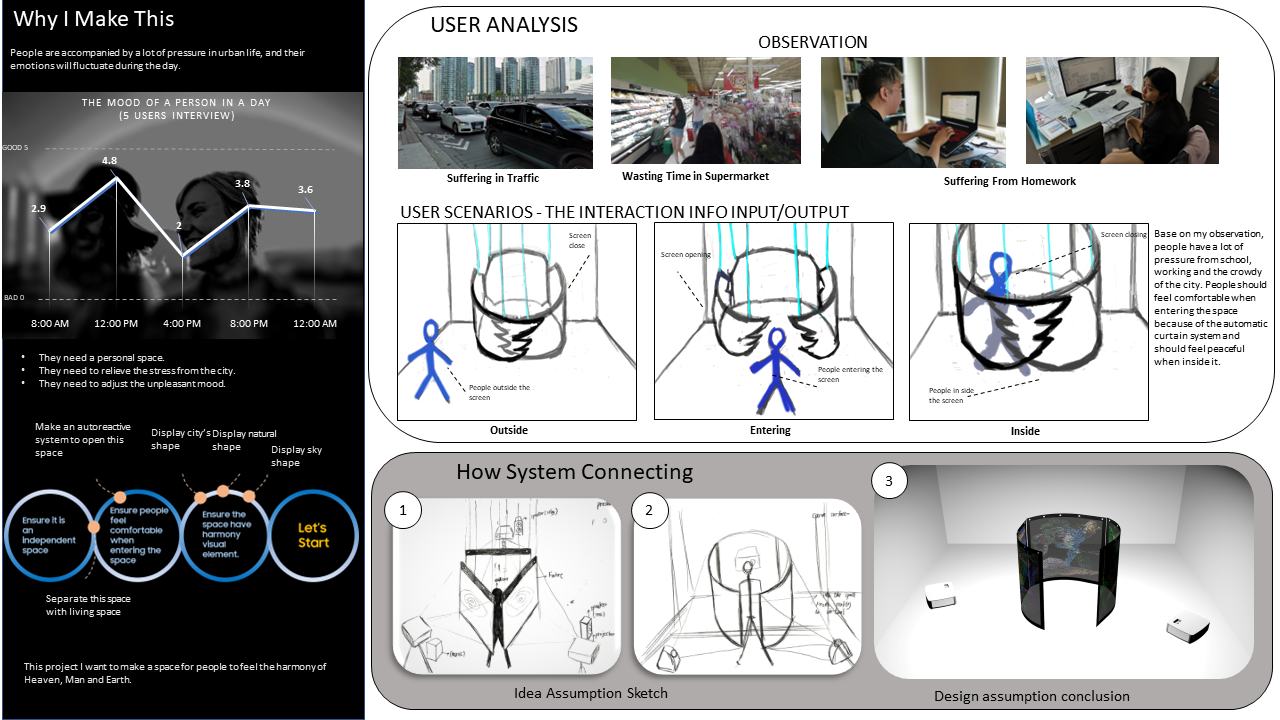 Why I Make This
People are accompanied by a lot of pressure in urban life, and their
emotions will fluctuate during the day.
THE MOOD OF A PERSON IN A DAY
(5 USERS INTERVIEW)
GOOD 5
4.8
3.8
3.6
2.9
2
BAD 0
8:00 AM
12:00 PM
4:00 PM
8:00 PM
12:00 AM
• They need a personal space.
• They need to relieve the stress from the city.
• They need to adjust the unpleasant mood.
Make an autoreactive
system to open this
space
Display city's
shape
Display natural
shape
Display sky
shape
Ensure it is
an
independent
space
Ensure people
feel
comfortable
when
entering the
space
Ensure the
space have
harmony
visual
element.
Let's
Start
Separate this space
with living space
This project I want to make a space for people to feel the harmony of
Heaven, Man and Earth.
USER ANALYSIS
OBSERVATION
Suffering in Traffic
Wasting Time in Supermarket
Suffering From Homework
USER SCENARIOS - THE INTERACTION INFO INPUT/OUTPUT
Screen
close
People outside the
screen
Outside
Screen opening
People entering the
screen
Entering
Screen closing
People in side
the screen
Inside
Base on my observation,
people have a lot of
pressure from school,
working and the crowdy
of the city. People should
feel comfortable when
entering the space
because of the automatic
curtain system and
should feel peaceful
when inside it.
How System Connecting
1
2
3
Idea Assumption Sketch
Design assumption conclusion